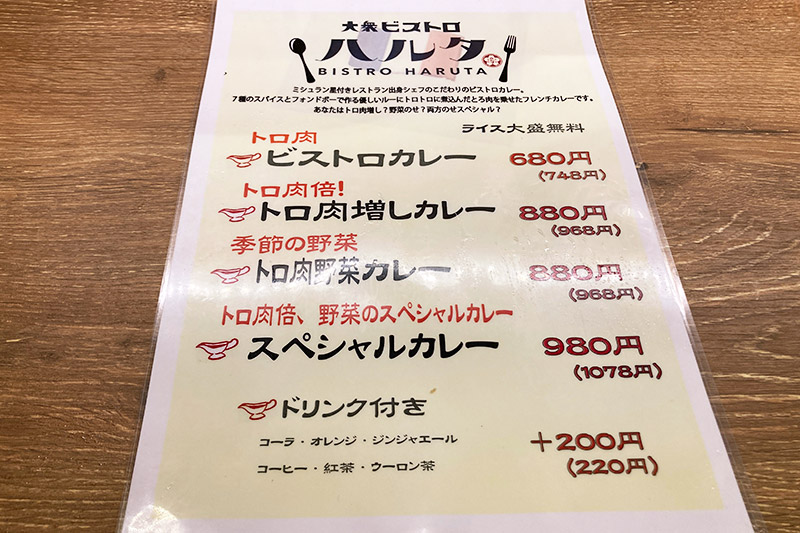 大衆ビストロ
ハルタ
BISTRO HARUTA
ミシュラン星付きレストラン出身シェフのこだわりのビストロカレー。
7種のスパイスとフォンドボーで作る優しいルーにトロトロに煮込んだとろ肉を乗せたフレンチカレーです。
あなたはトロ肉増し？野菜のせ？両方のせスペシャル？
ライス大盛無料
トロ肉
ビストロカレー 680円
(748円)
トロ肉倍!
トロ肉増しカレー 880円
(968円)
季節の野菜
トロ肉野菜カレー 880円
(968円)
トロ肉倍、野菜のスペシャルカレー
スペシャルカレー 980円
(1078円)
ドリンク付き
コーラ・オレンジ・ジンジャエール +200円
コーヒー・紅茶・ウーロン茶 (220円)